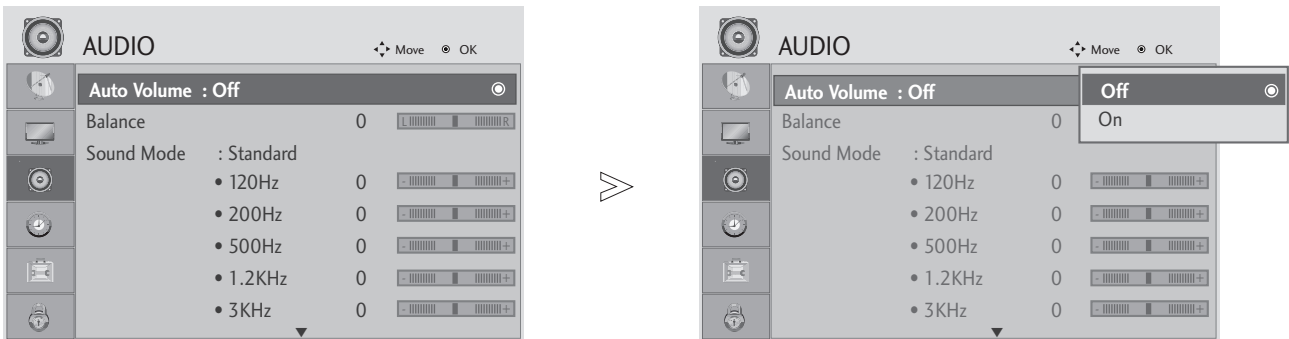 AUDIO Move OK
Auto Volume : Off
Balance 0 L R
Sound Mode : Standard
• 120Hz 0 - +
• 200Hz 0 - +
• 500Hz 0 - +
• 1.2KHz 0 - +
• 3KHz 0 - +
AUDIO Move OK
Auto Volume : Off
Off
On
Balance 0
Sound Mode : Standard
• 120Hz 0 - +
• 200Hz 0 - +
• 500Hz 0 - +
• 1.2KHz 0 - +
• 3KHz 0 - +